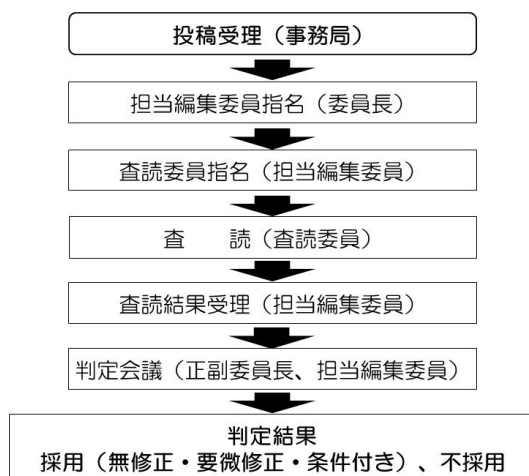 投稿受理（事務局）
担当編集委員指名（委員長）
査読委員指名（担当編集委員）
査　　読（査読委員）
査読結果受理（担当編集委員）
判定会議（正副委員長、担当編集委員）
判定結果
採用（無修正・要微修正・条件付き）、不採用